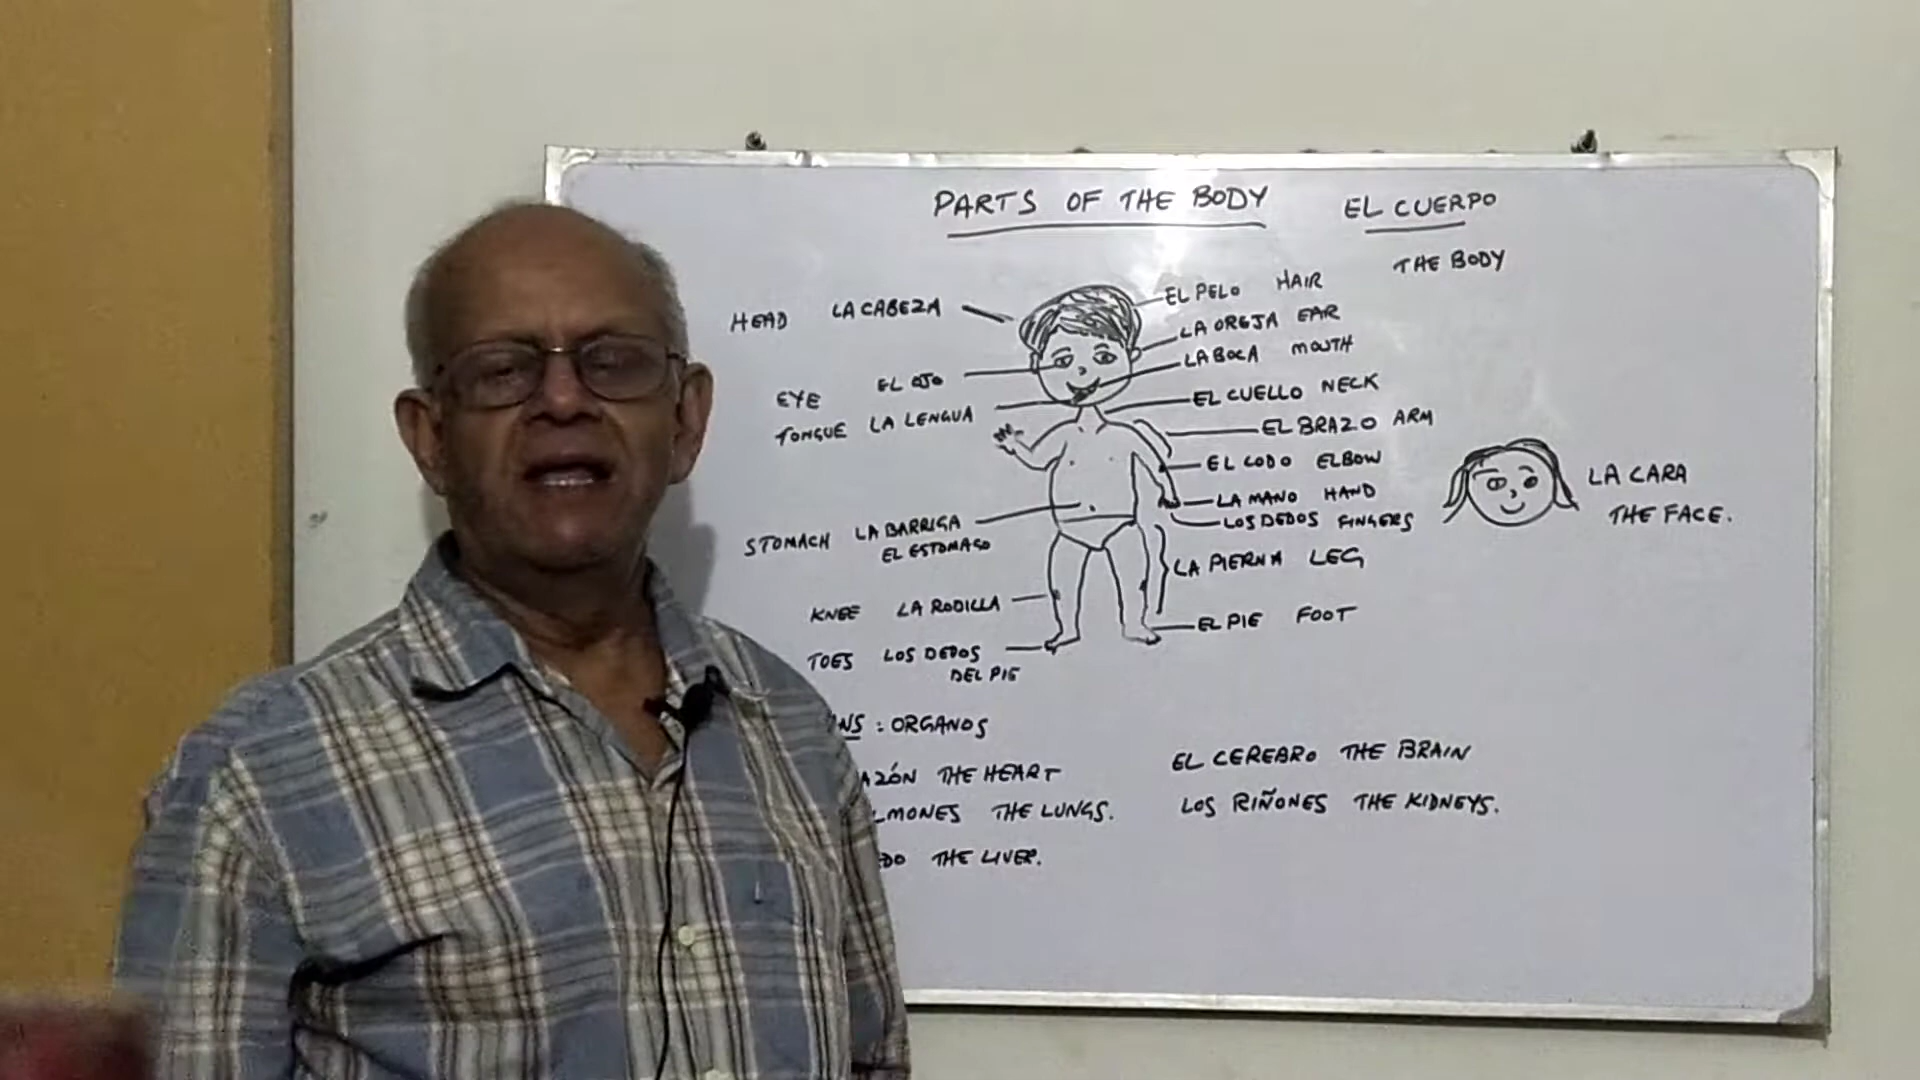 PARTS OF THE BODY
EL CUERPO
THE BODY
HEAD LA CABEZA
EYE EL OJO
TONGUE LA LENGUA
STOMACH LA BARRIGA
EL ESTOMAGO
KNEE LA RODILLA
TOES LOS DEDOS
DEL PIE
EL PELO HAIR
LA OREJA EAR
LA BOCA MOUTH
EL CUELLO NECK
EL BRAZO ARM
EL CODO ELBOW
LA MANO HAND
LOS DEDOS FINGERS
LA PIERNA LEG
EL PIE FOOT
LA CARA
THE FACE.
NS : ORGANOS
AZÓN THE HEART
LMONES THE LUNGS.
DO THE LIVER.
EL CEREBRO THE BRAIN
LOS RIÑONES THE KIDNEYS.